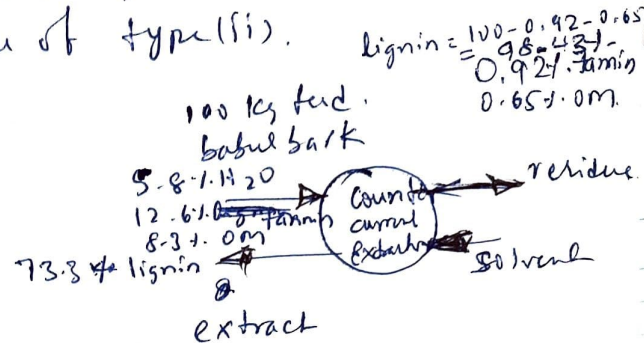 of type (ii).
lignin = 100-0.92-0.65
= 98.43%
0.92% tannin
0.65% OM.
100 kg feed.
babul bark
5.8% H20
12.6% tannin
8.3% OM
73.3% lignin
Counter
current
extractor
residue
solvent
extract